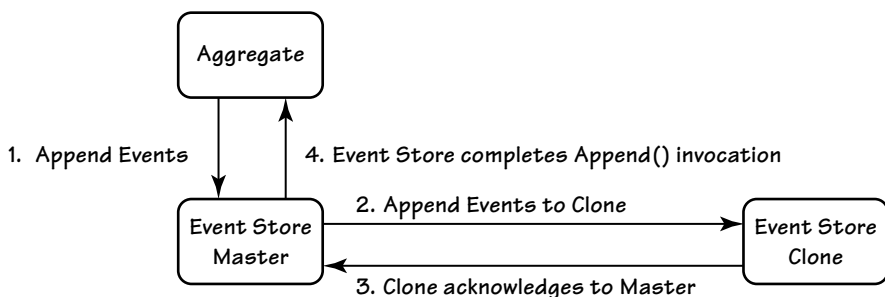 Aggregate
1. Append Events
4. Event Store completes Append() invocation
2. Append Events to Clone
Event Store
Master
Event Store
Clone
3. Clone acknowledges to Master